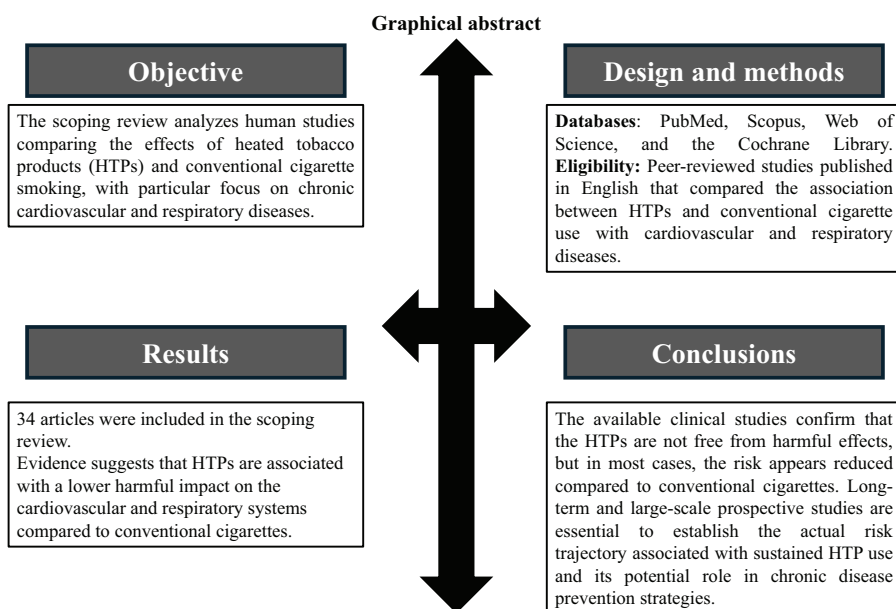 Graphical abstract
Objective
The scoping review analyzes human studies
comparing the effects of heated tobacco
products (HTPs) and conventional cigarette
smoking, with particular focus on chronic
cardiovascular and respiratory diseases.
Design and methods
Databases: PubMed, Scopus, Web of
Science, and the Cochrane Library.
Eligibility: Peer-reviewed studies published
in English that compared the association
between HTPs and conventional cigarette
use with cardiovascular and respiratory
diseases.
Results
34 articles were included in the scoping
review.
Evidence suggests that HTPs are associated
with a lower harmful impact on the
cardiovascular and respiratory systems
compared to conventional cigarettes.
Conclusions
The available clinical studies confirm that
the HTPs are not free from harmful effects,
but in most cases, the risk appears reduced
compared to conventional cigarettes. Long-
term and large-scale prospective studies are
essential to establish the actual risk
trajectory associated with sustained HTP use
and its potential role in chronic disease
prevention strategies.